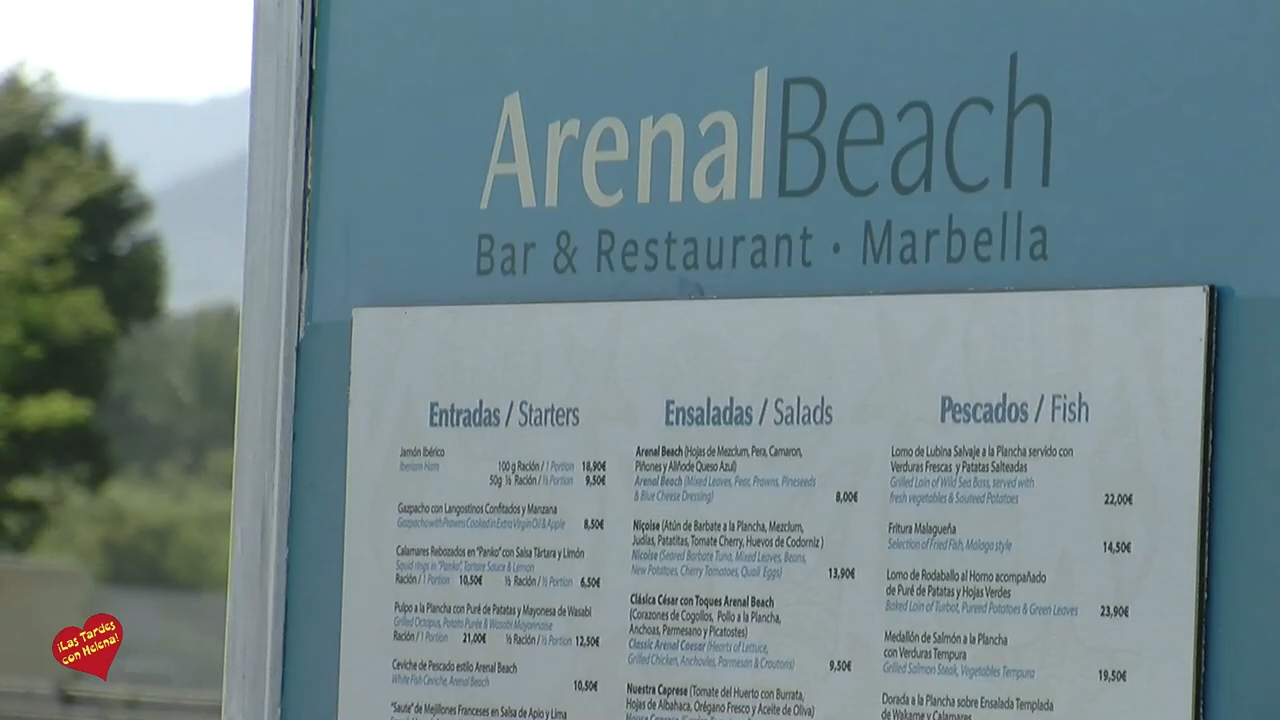 ArenalBeach
Bar & Restaurant • Marbella
Entradas / Starters
Jamón Ibérico
Iberian Ham
100 g Ración / 1 Portion 18,90€
50g ½ Ración / ½ Portion 9,50€
Gazpacho con Langostinos Confitados y Manzana
Gazpacho with Prawns Cooked in Extra Virgin Oil & Apple 8,50€
Calamares Rebozados en "Panko" con Salsa Tártara y Limón
Squid rings in "Panko", Tartare Sauce & Lemon
Ración / 1 Portion 10,50€ ½ Ración / ½ Portion 6,50€
Pulpo a la Plancha con Puré de Patatas y Mayonesa de Wasabi
Grilled Octopus, Potato Purée & Wasabi Mayonnaise
Ración / 1 Portion 21,00€ ½ Ración / ½ Portion 12,50€
Ceviche de Pescado estilo Arenal Beach
White Fish Ceviche, Arenal Beach 10,50€
"Saute" de Mejillones Franceses en Salsa de Apio y Lima
Ensaladas / Salads
Arenal Beach (Hojas de Mezclum, Pera, Camaron,
Piñones y Aliñode Queso Azul)
Arenal Beach (Mixed Leaves, Pear, Prawns, Pineseeds
& Blue Cheese Dressing) 8,00€
Niçoise (Atún de Barbate a la Plancha, Mezclum,
Judías, Patatitas, Tomate Cherry, Huevos de Codorniz )
Nicoise (Seared Barbate Tuna, Mixed Leaves, Beans,
New Potatoes, Cherry Tomatoes, Quail Eggs) 13,90€
Clásica César con Toques Arenal Beach
(Corazones de Cogollos, Pollo a la Plancha,
Anchoas, Parmesano y Picatostes)
Classic Arenal Caesar (Hearts of Lettuce,
Grilled Chicken, Anchovies, Parmesan & Croutons) 9,50€
Nuestra Caprese (Tomate del Huerto con Burrata,
Hojas de Albahaca, Orégano Fresco y Aceite de Oliva)
Pescados / Fish
Lomo de Lubina Salvaje a la Plancha servido con
Verduras Frescas y Patatas Salteadas
Grilled Loin of Wild Sea Bass, served with
fresh vegetables & Sauteed Potatoes 22,00€
Fritura Malagueña
Selection of Fried Fish, Malaga style 14,50€
Lomo de Rodaballo al Horno acompañado
de Puré de Patatas y Hojas Verdes
Baked Loin of Turbot, Pureed Potatoes & Green Leaves 23,90€
Medallón de Salmón a la Plancha
con Verduras Tempura
Grilled Salmon Steak, Vegetables Tempura 19,50€
Dorada a la Plancha sobre Ensalada Templada
de Wakame y Calamares
¡Las Tardes
con Helena!